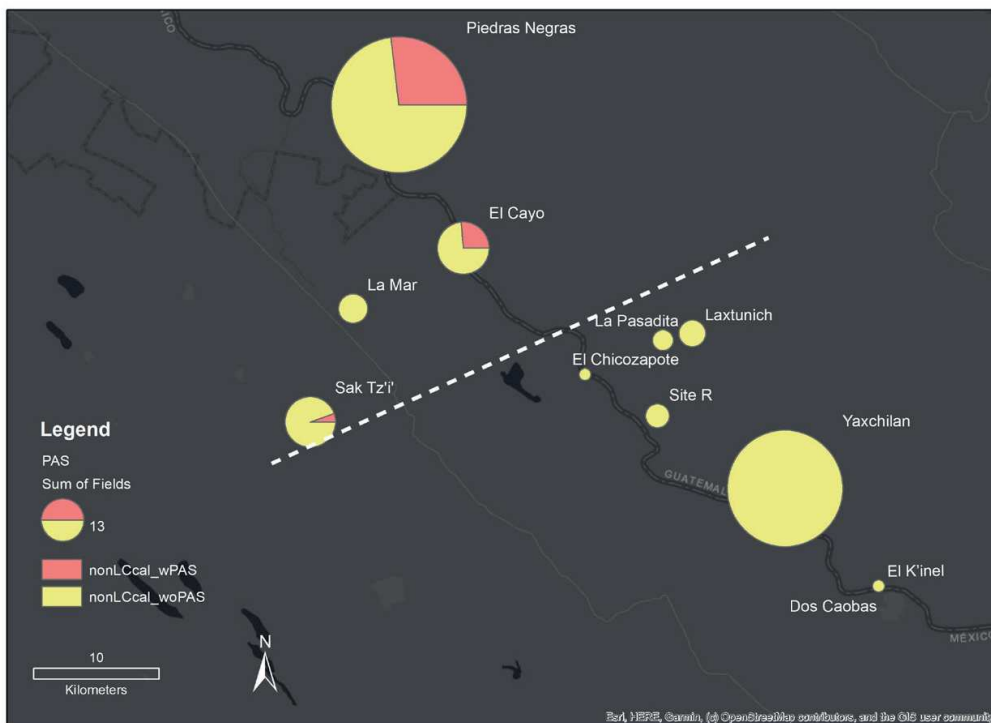 Piedras Negras
El Cayo
La Mar
La Pasadita
Laxtunich
El Chicozapote
Sak Tz'i'
Site R
Yaxchilan
GUATEMAL
El K'inel
Dos Caobas
MÉXICO
Legend
PAS
Sum of Fields
13
nonLCcal_wPAS
nonLCcal_woPAS
10
Kilometers
N
Esri, HERE, Garmin, (c) OpenStreetMap contributors, and the GIS user community